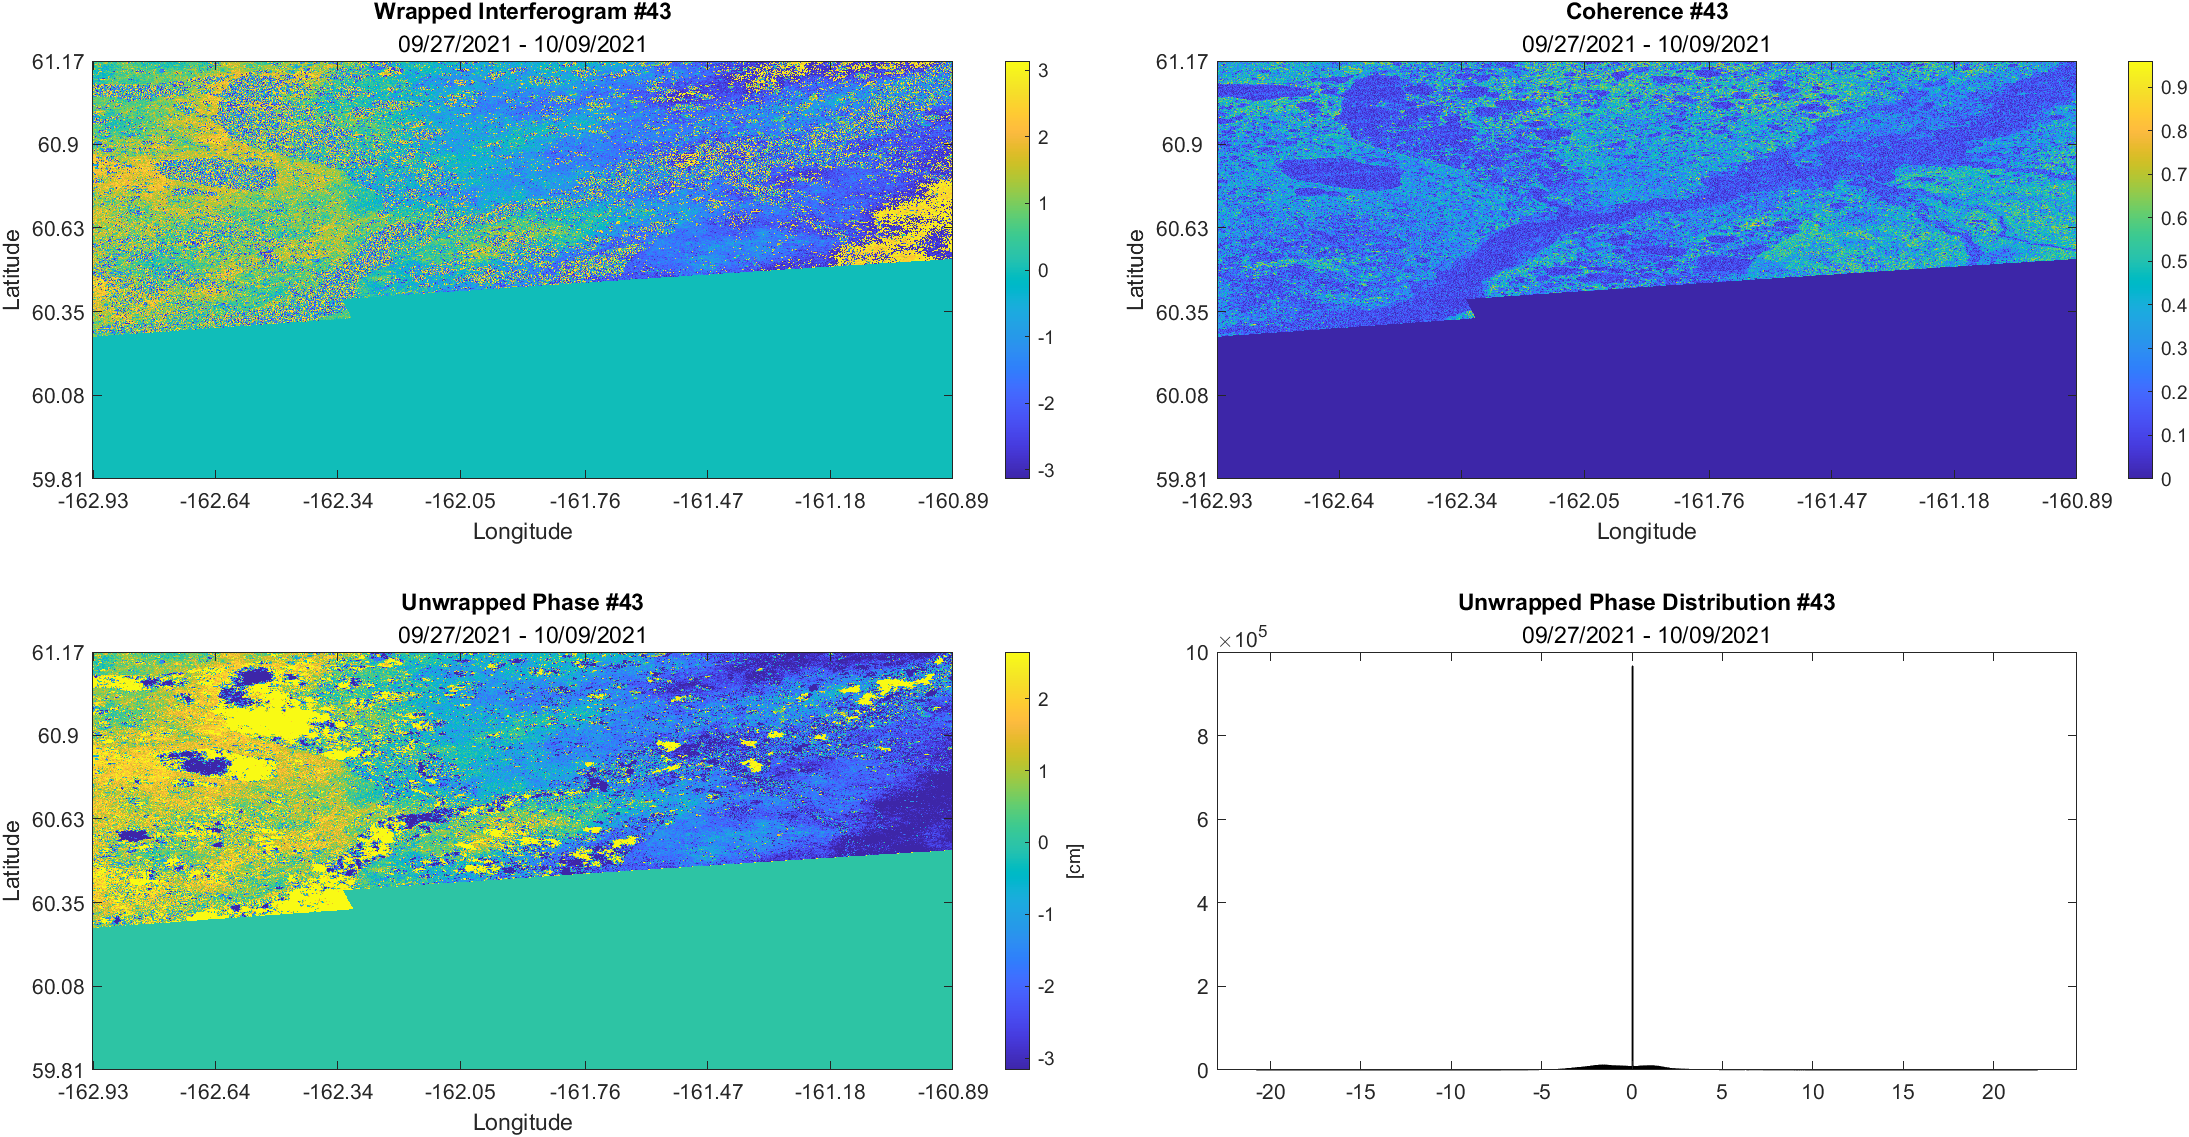 Wrapped Interferogram #43
09/27/2021 - 10/09/2021
61.17
60.9
60.63
60.35
60.08
59.81
Latitude
-162.93 -162.64 -162.34 -162.05 -161.76 -161.47 -161.18 -160.89
Longitude
3
2
1
0
-1
-2
-3
Coherence #43
09/27/2021 - 10/09/2021
61.17
60.9
60.63
60.35
60.08
59.81
Latitude
-162.93 -162.64 -162.34 -162.05 -161.76 -161.47 -161.18 -160.89
Longitude
0.9
0.8
0.7
0.6
0.5
0.4
0.3
0.2
0.1
0
Unwrapped Phase #43
09/27/2021 - 10/09/2021
61.17
60.9
60.63
60.35
60.08
59.81
Latitude
-162.93 -162.64 -162.34 -162.05 -161.76 -161.47 -161.18 -160.89
Longitude
2
1
0
-1
-2
-3
[cm]
Unwrapped Phase Distribution #43
09/27/2021 - 10/09/2021
×10⁵
10
8
6
4
2
0
-20 -15 -10 -5 0 5 10 15 20